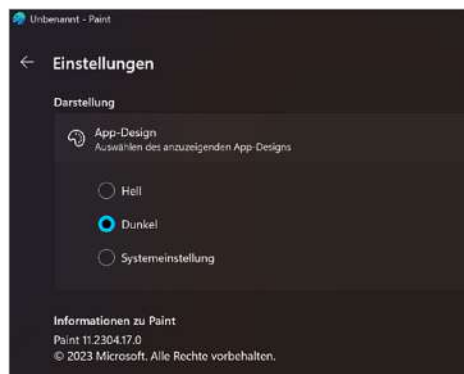 Unbenannt - Paint
Einstellungen
Darstellung
App-Design
Auswählen des anzuzeigenden App-Designs
Hell
Dunkel
Systemeinstellung
Informationen zu Paint
Paint 11.2304.17.0
© 2023 Microsoft. Alle Rechte vorbehalten.